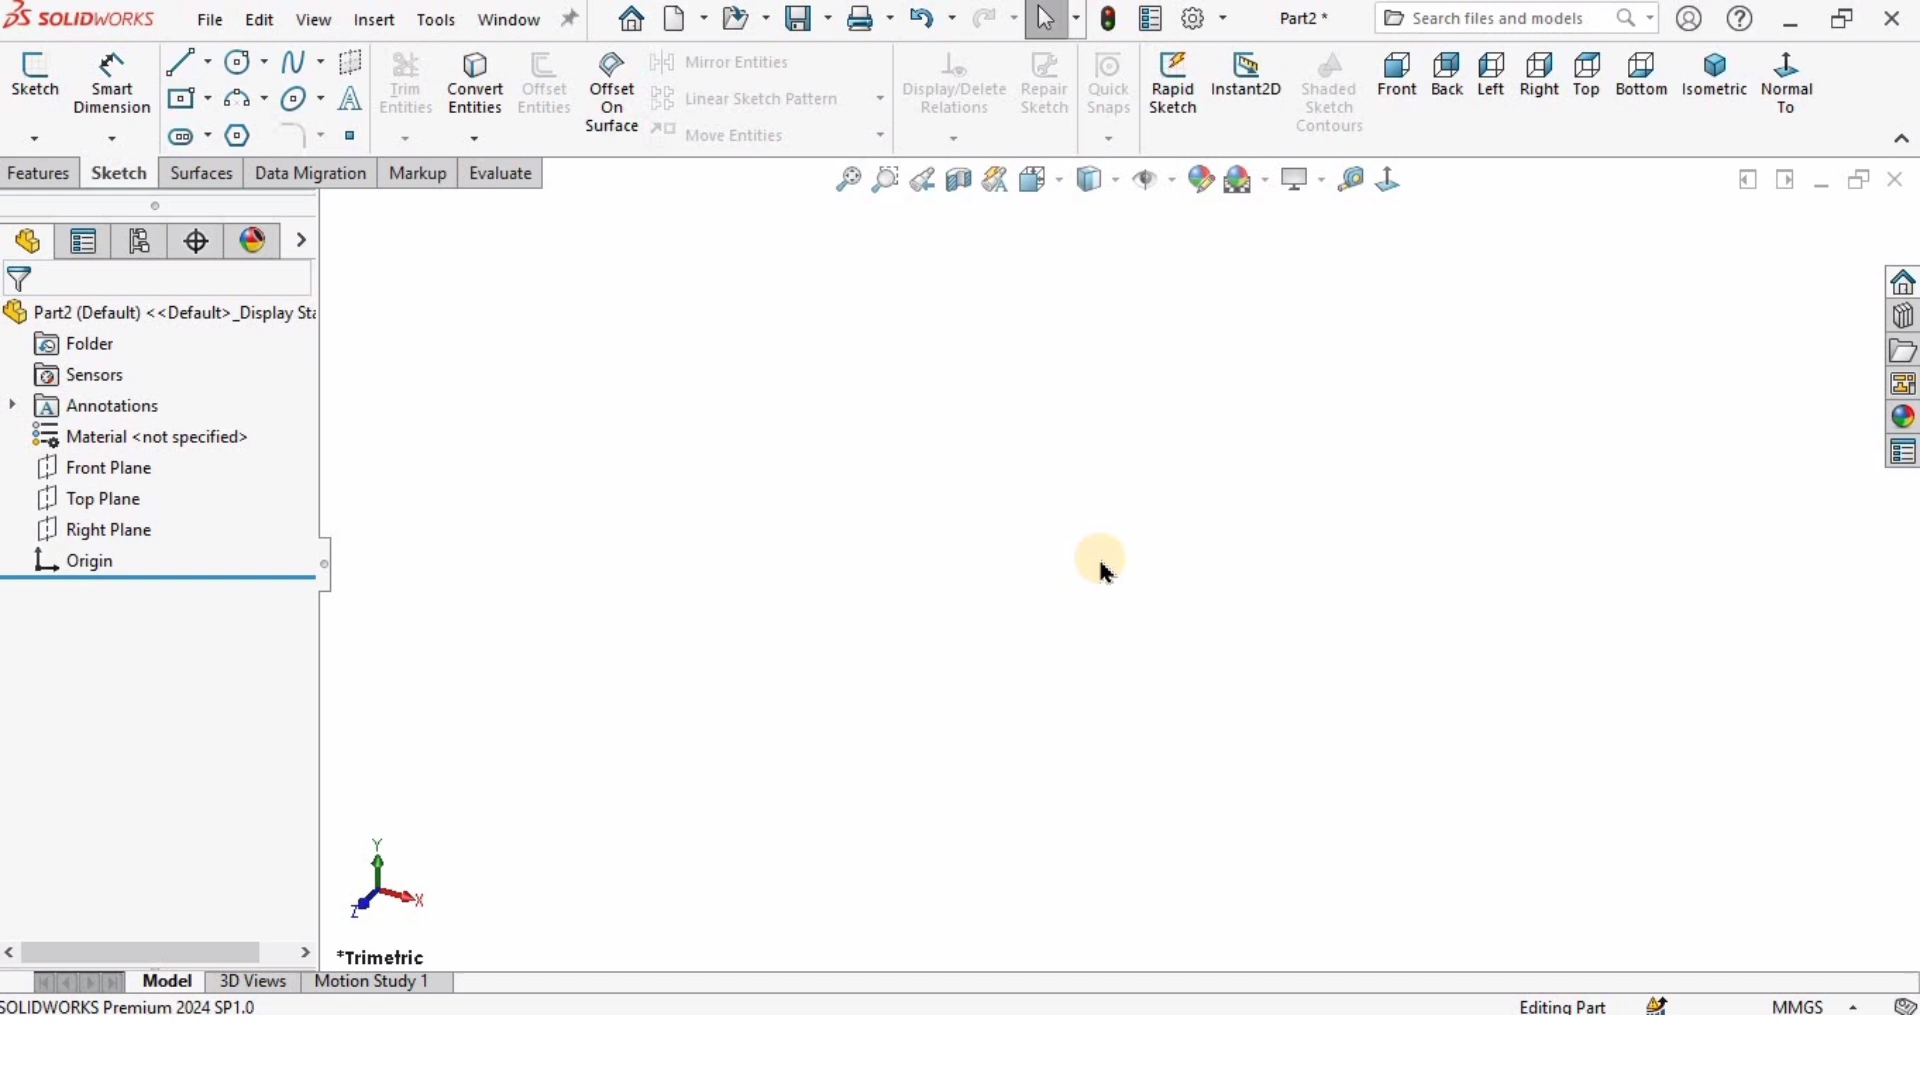 SOLIDWORKS File Edit View Insert Tools Window Part2 * Search files and models
Sketch
Smart Dimension
Trim Entities
Convert Entities
Offset Entities
Offset On Surface
Mirror Entities
Linear Sketch Pattern
Move Entities
Display/Delete Relations
Repair Sketch
Quick Snaps
Rapid Sketch
Instant2D
Shaded Sketch Contours
Front Back Left Right Top Bottom Isometric Normal To
Features Sketch Surfaces Data Migration Markup Evaluate
Part2 (Default) <<Default>_Display Sta
Folder
Sensors
Annotations
Material <not specified>
Front Plane
Top Plane
Right Plane
Origin
Y
X
Z
*Trimetric
Model 3D Views Motion Study 1
SOLIDWORKS Premium 2024 SP1.0 Editing Part MMGS